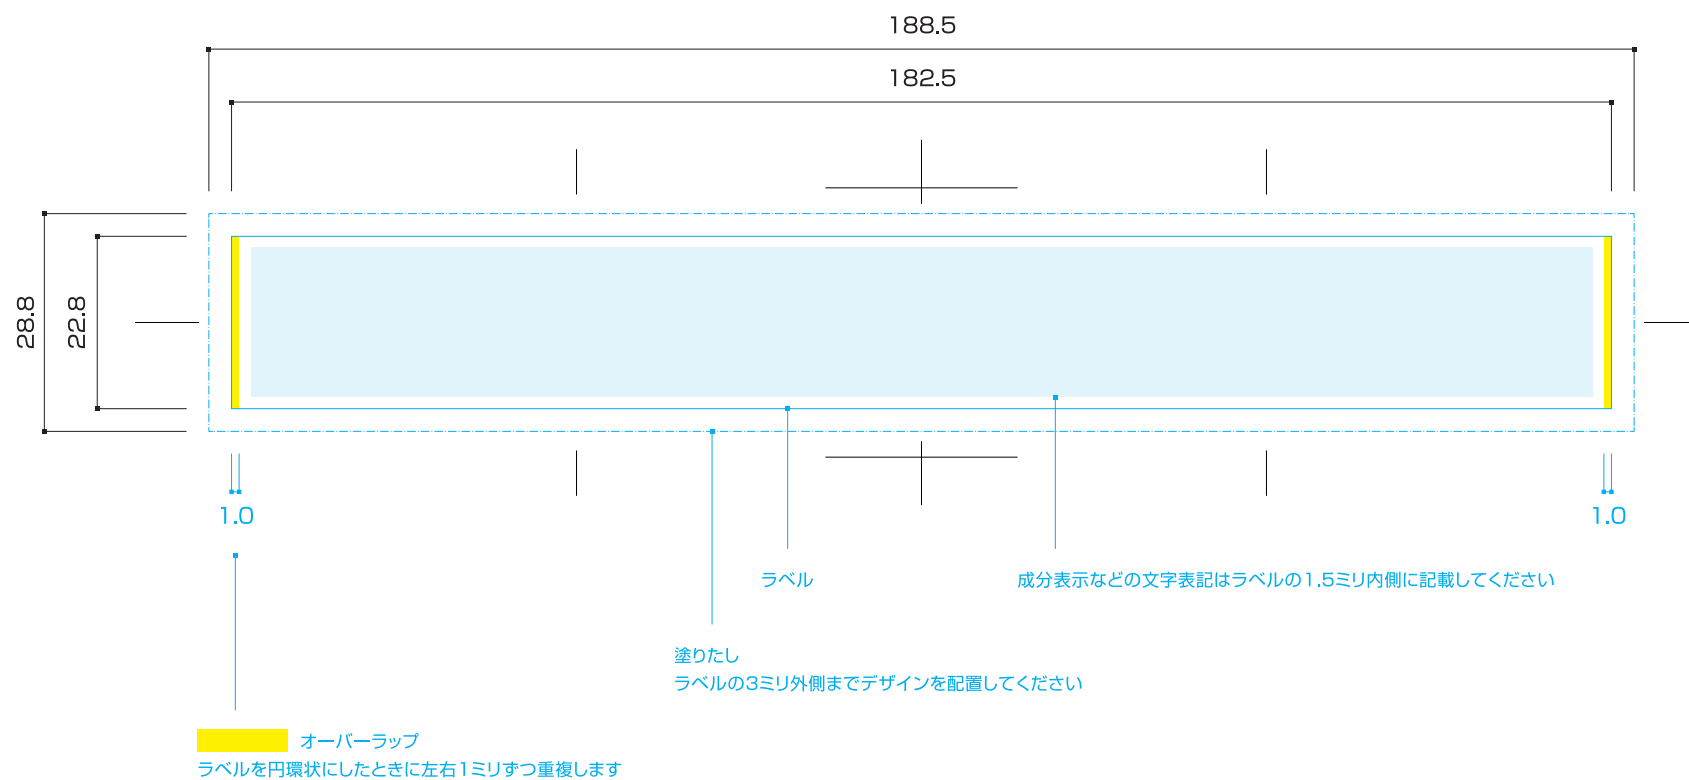 188.5
182.5
28.8
22.8
1.0
1.0
ラベル
成分表示などの文字表記はラベルの1.5ミリ内側に記載してください
塗りたし
ラベルの3ミリ外側までデザインを配置してください
オーバーラップ
ラベルを円環状にしたときに左右1ミリずつ重複します